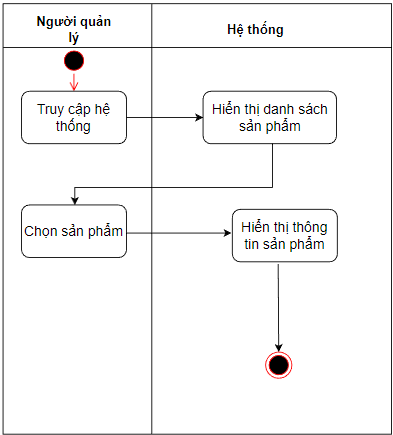 Người quản
lý
Hệ thống
Truy cập hệ
thống
Hiển thị danh sách
sản phẩm
Chọn sản phẩm
Hiển thị thông
tin sản phẩm